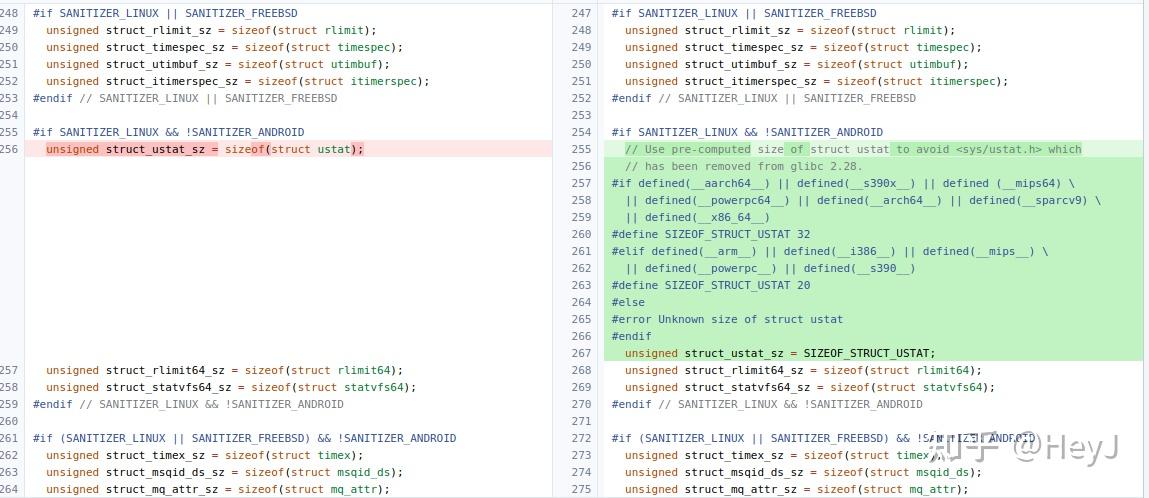 248 #if SANITIZER_LINUX || SANITIZER_FREEBSD
249 unsigned struct_rlimit_sz = sizeof(struct rlimit);
250 unsigned struct_timespec_sz = sizeof(struct timespec);
251 unsigned struct_utimbuf_sz = sizeof(struct utimbuf);
252 unsigned struct_itimerspec_sz = sizeof(struct itimerspec);
253 #endif // SANITIZER_LINUX || SANITIZER_FREEBSD
254
255 #if SANITIZER_LINUX && !SANITIZER_ANDROID
256 unsigned struct_ustat_sz = sizeof(struct ustat);
257 unsigned struct_rlimit64_sz = sizeof(struct rlimit64);
258 unsigned struct_statvfs64_sz = sizeof(struct statvfs64);
259 #endif // SANITIZER_LINUX && !SANITIZER_ANDROID
260
261 #if (SANITIZER_LINUX || SANITIZER_FREEBSD) && !SANITIZER_ANDROID
262 unsigned struct_timex_sz = sizeof(struct timex);
263 unsigned struct_msqid_ds_sz = sizeof(struct msqid_ds);
264 unsigned struct_mq_attr_sz = sizeof(struct mq_attr);
247 #if SANITIZER_LINUX || SANITIZER_FREEBSD
248 unsigned struct_rlimit_sz = sizeof(struct rlimit);
249 unsigned struct_timespec_sz = sizeof(struct timespec);
250 unsigned struct_utimbuf_sz = sizeof(struct utimbuf);
251 unsigned struct_itimerspec_sz = sizeof(struct itimerspec);
252 #endif // SANITIZER_LINUX || SANITIZER_FREEBSD
253
254 #if SANITIZER_LINUX && !SANITIZER_ANDROID
255 // Use pre-computed size of struct ustat to avoid <sys/ustat.h> which
256 // has been removed from glibc 2.28.
257 #if defined(__aarch64__) || defined(__s390x__) || defined (__mips64) \
258 || defined(__powerpc64__) || defined(__arch64__) || defined(__sparcv9) \
259 || defined(__x86_64__)
260 #define SIZEOF_STRUCT_USTAT 32
261 #elif defined(__arm__) || defined(__i386__) || defined(__mips__) \
262 || defined(__powerpc__) || defined(__s390__)
263 #define SIZEOF_STRUCT_USTAT 20
264 #else
265 #error Unknown size of struct ustat
266 #endif
267 unsigned struct_ustat_sz = SIZEOF_STRUCT_USTAT;
268 unsigned struct_rlimit64_sz = sizeof(struct rlimit64);
269 unsigned struct_statvfs64_sz = sizeof(struct statvfs64);
270 #endif // SANITIZER_LINUX && !SANITIZER_ANDROID
271
272 #if (SANITIZER_LINUX || SANITIZER_FREEBSD) && !SANITIZER_ANDROID
273 unsigned struct_timex_sz = sizeof(struct timex);
274 unsigned struct_msqid_ds_sz = sizeof(struct msqid_ds);
275 unsigned struct_mq_attr_sz = sizeof(struct mq_attr);
知乎 @HeyJ